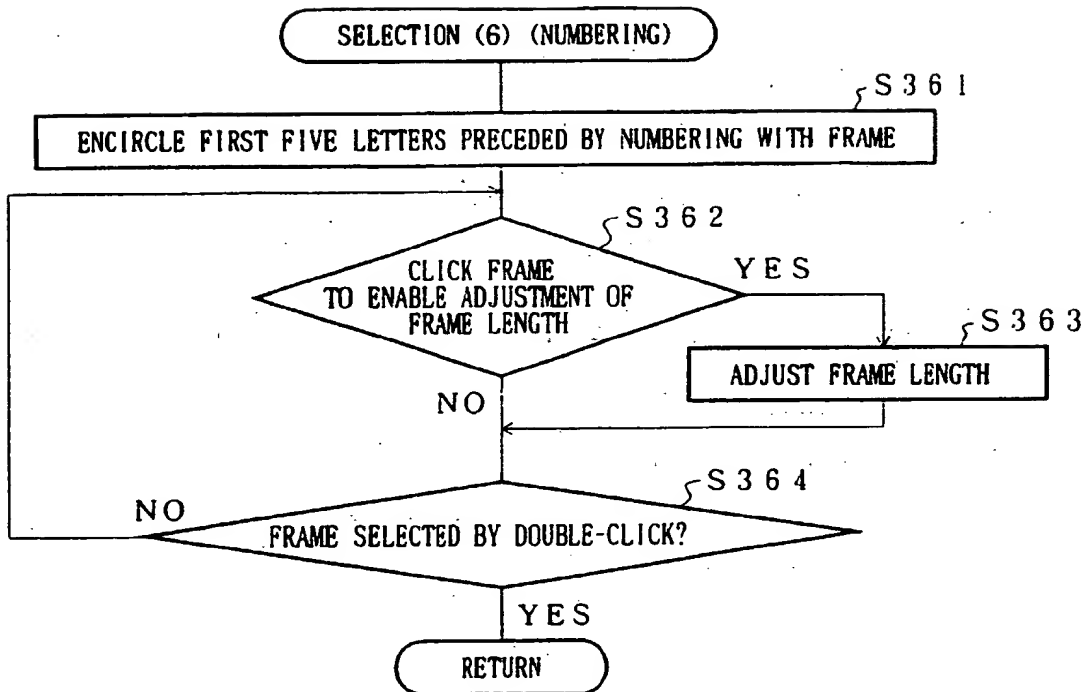 SELECTION (6) (NUMBERING)
S361
ENCIRCLE FIRST FIVE LETTERS PRECEDED BY NUMBERING WITH FRAME
S362
CLICK FRAME
TO ENABLE ADJUSTMENT OF
FRAME LENGTH
YES
S363
ADJUST FRAME LENGTH
NO
S364
NO
FRAME SELECTED BY DOUBLE-CLICK?
YES
RETURN